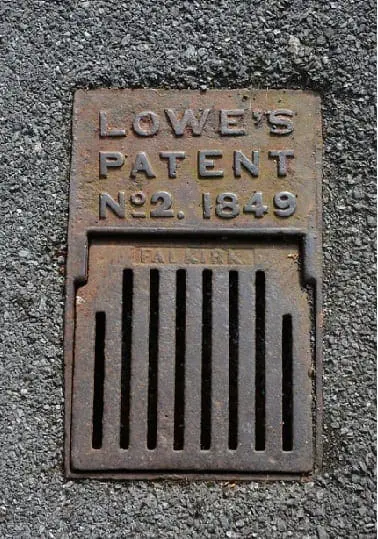 LOWE'S
PATENT
Nº2. 1849
FALKIRK